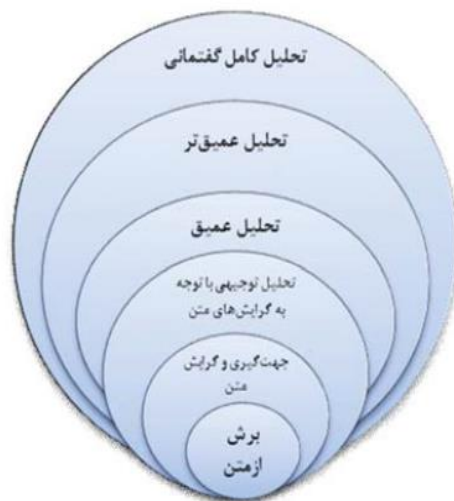 تحلیل کامل گفتمانی
تحلیل عمیق‌تر
تحلیل عمیق
تحلیل توجیهی با توجه
به گرایش‌های متن
جهت‌گیری و گرایش
متن
برش
ازمتن